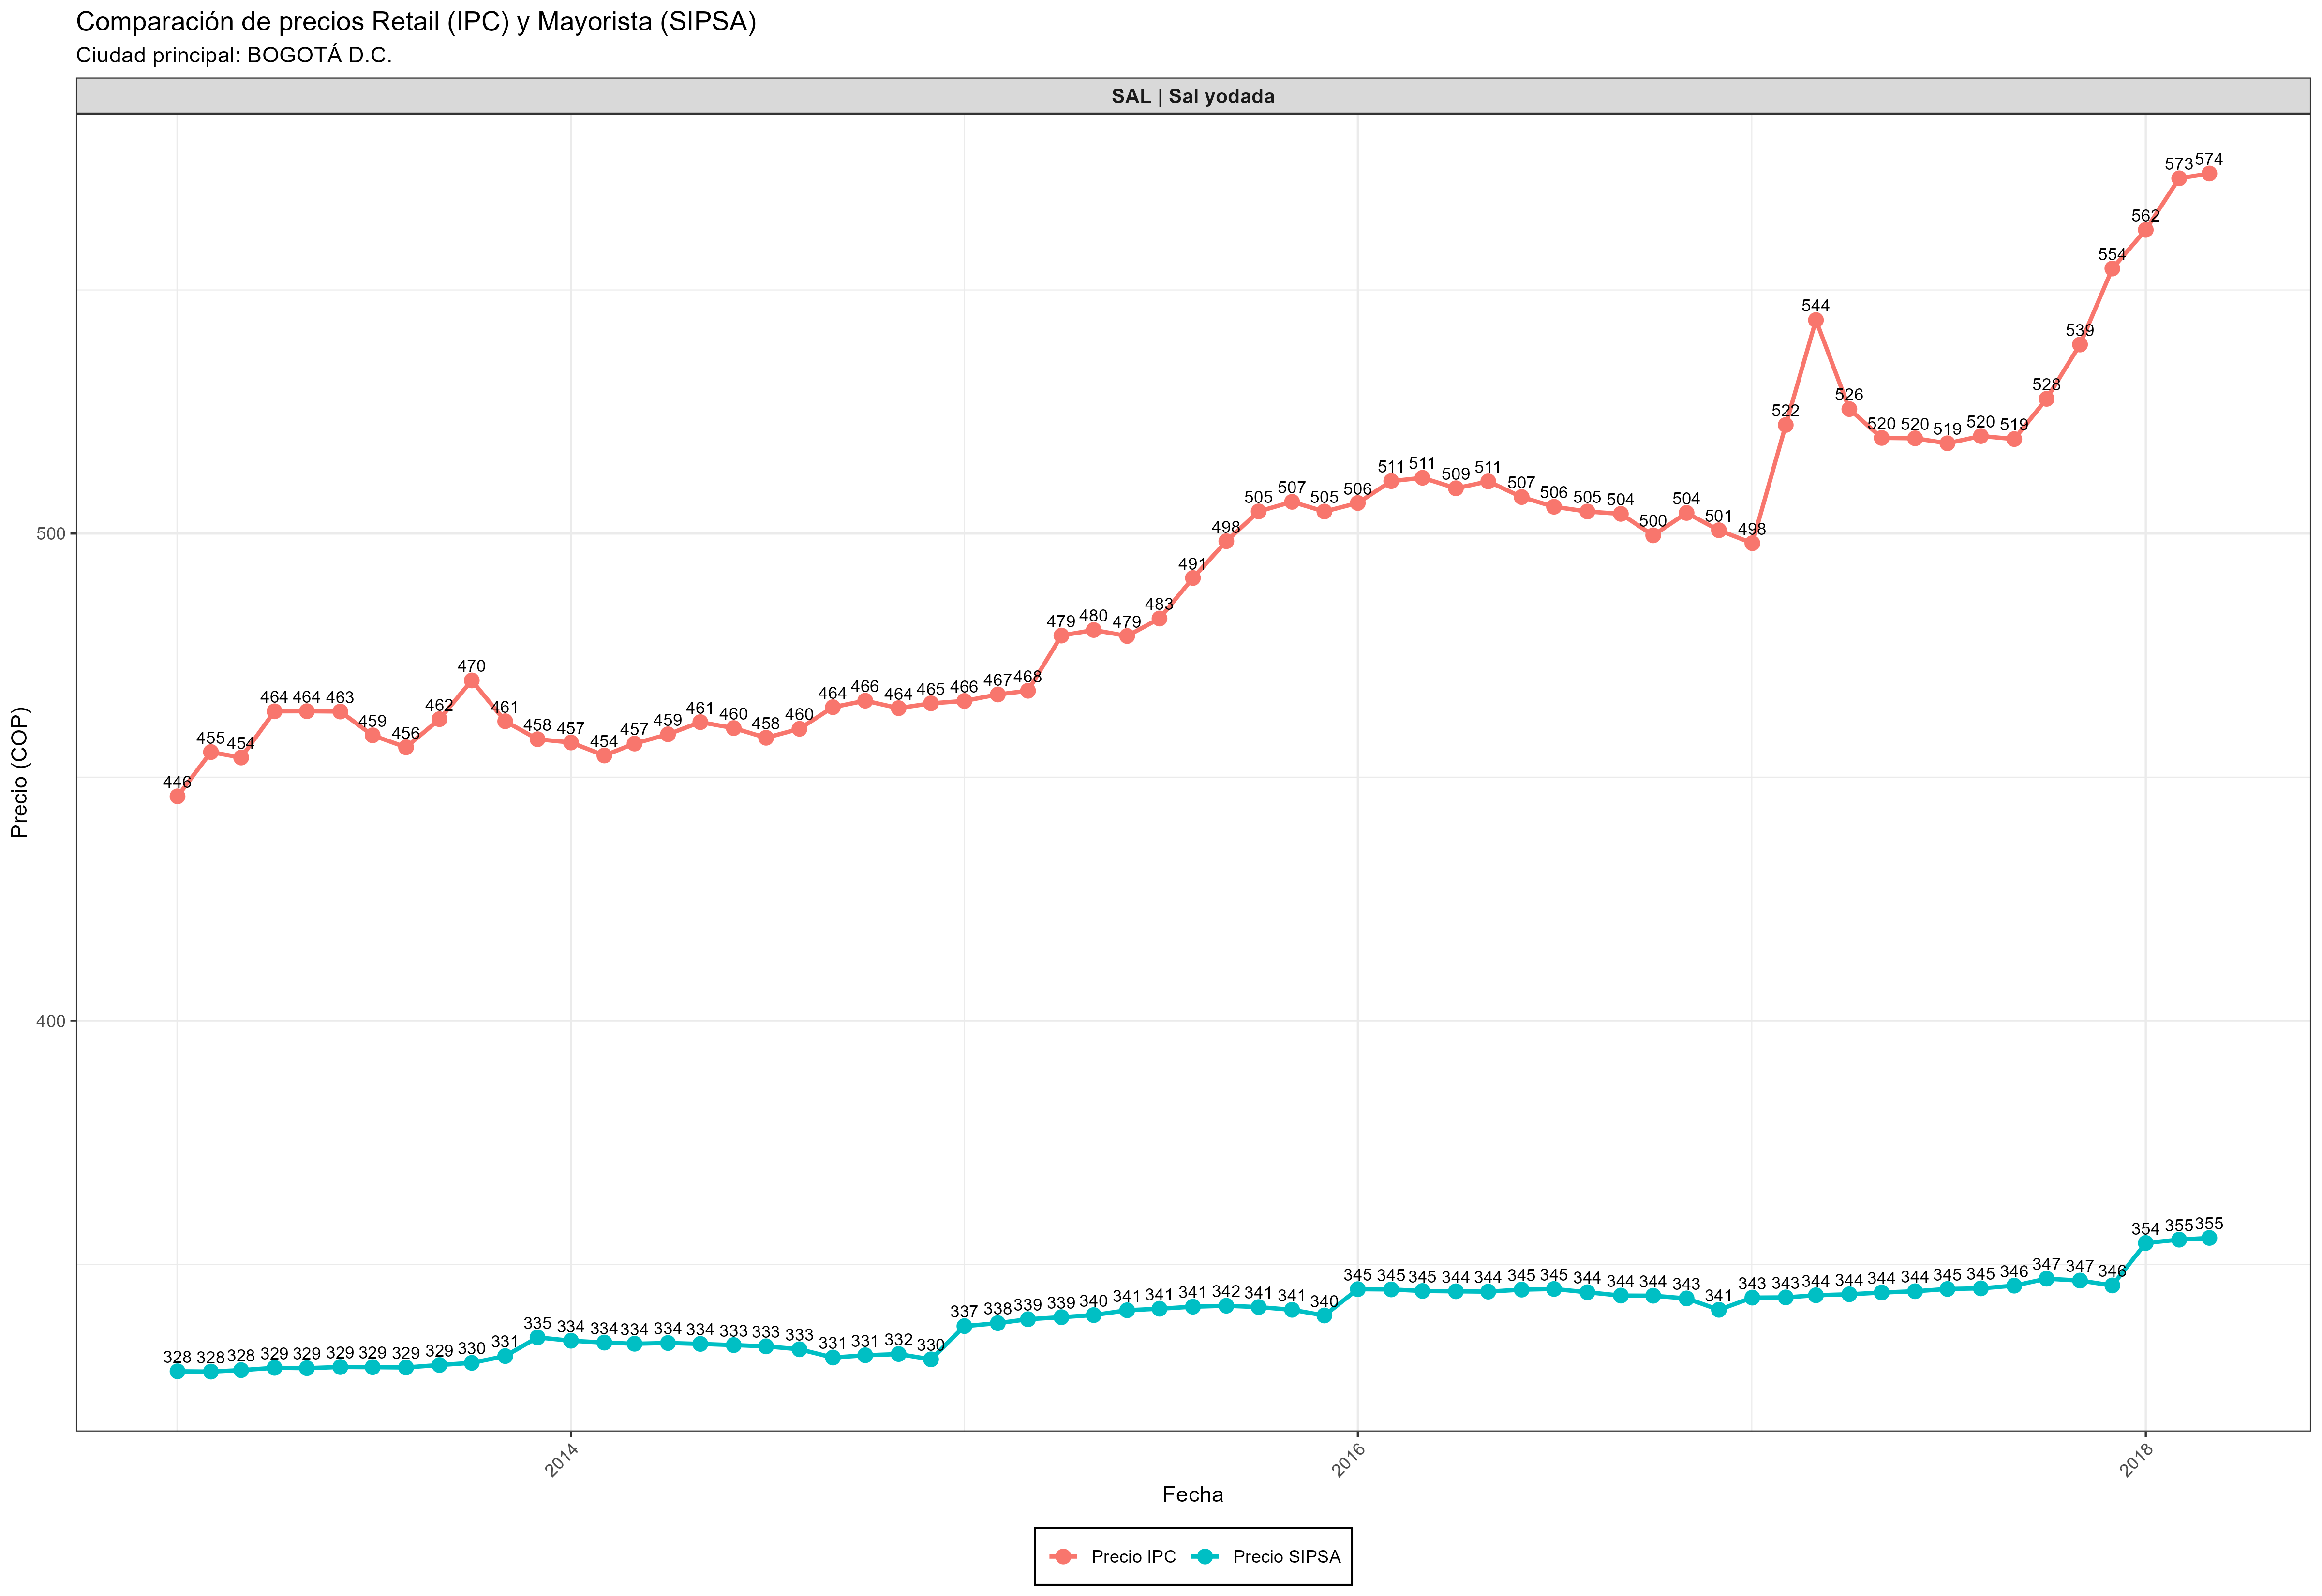 Comparación de precios Retail (IPC) y Mayorista (SIPSA)
Ciudad principal: BOGOTÁ D.C.
SAL | Sal yodada
Precio (COP)
500
400
446 455 454 464 464 463 459 456 462 470 461 458 457 454 457 459 461 460 458 460 464 466 464 465 466 467 468 479 480 479 483 491 498 505 507 505 506 511 511 509 511 507 506 505 504 500 504 501 498 522 544 526 520 520 519 520 519 528 539 554 562 573 574
328 328 328 329 329 329 329 329 329 330 331 335 334 334 334 334 334 333 333 333 331 331 332 330 337 338 339 339 340 341 341 341 342 341 341 340 345 345 345 344 344 345 345 344 344 344 343 341 343 343 344 344 344 344 345 345 346 347 347 346 354 355 355
2014 2016 2018
Fecha
Precio IPC Precio SIPSA